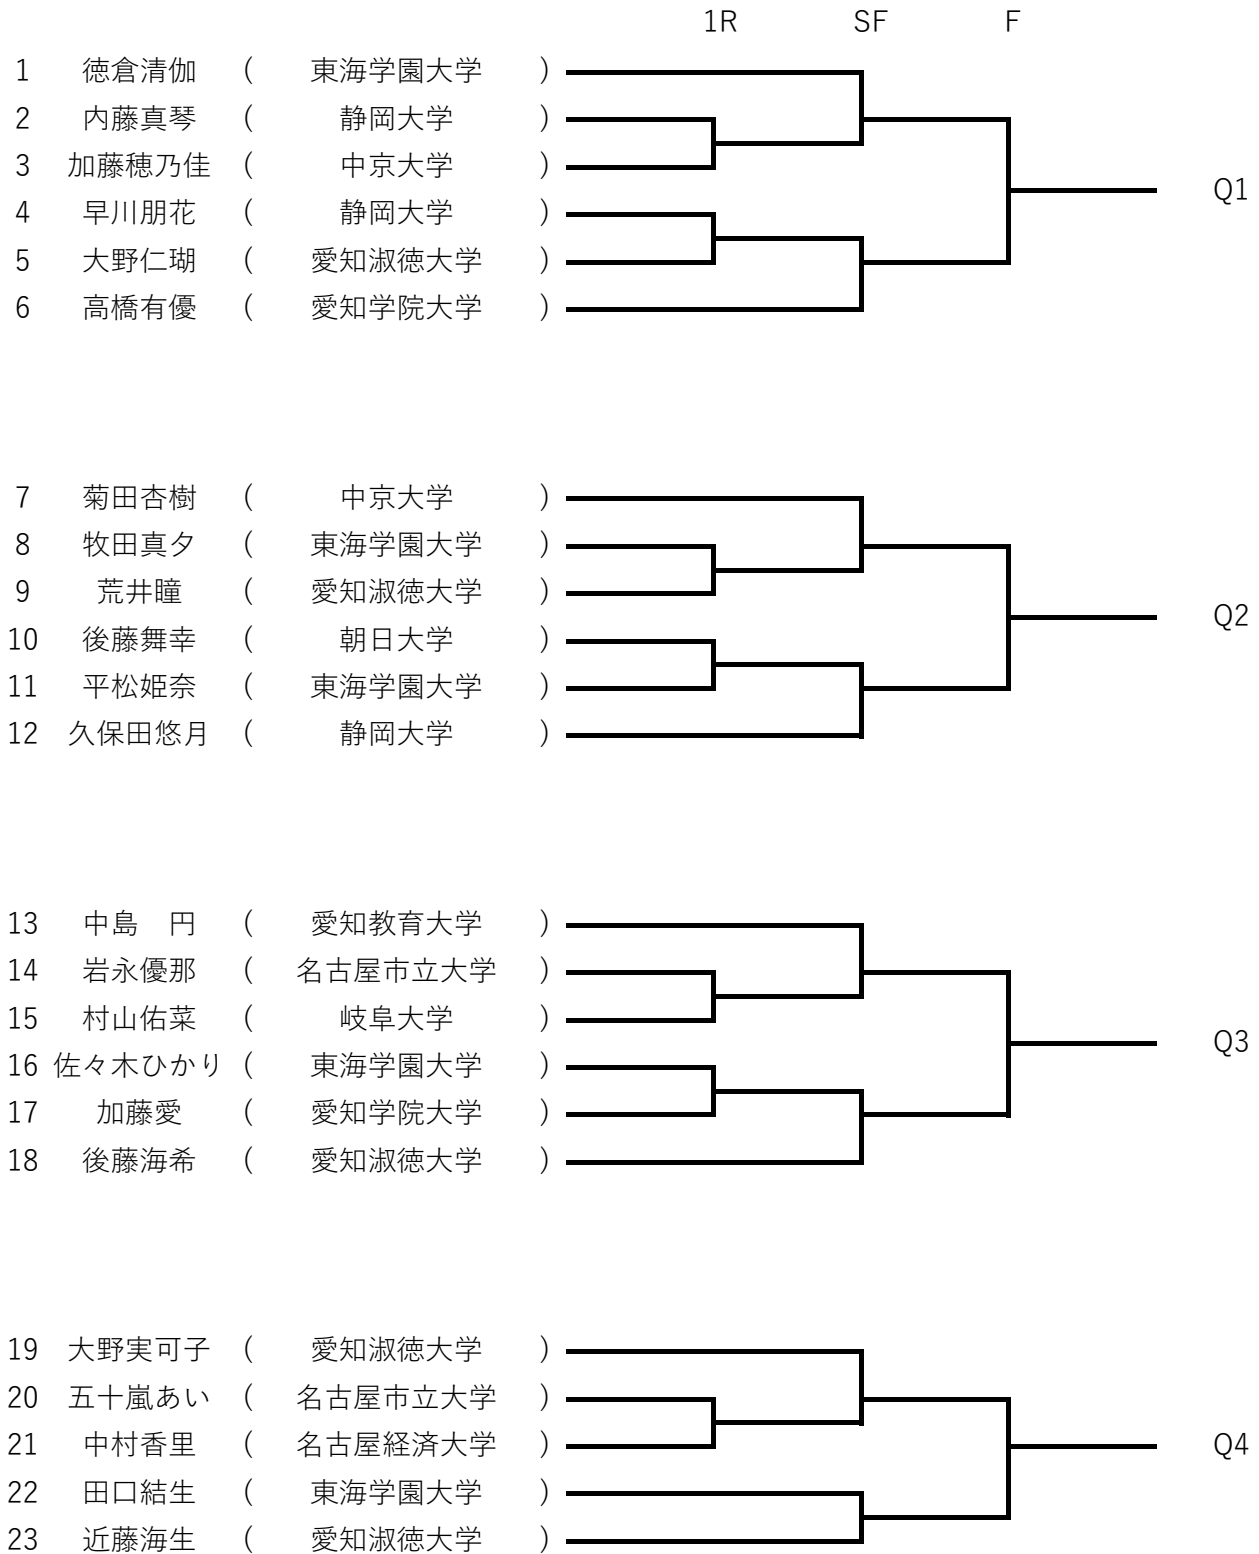 1R SF F
1 徳倉清伽 ( 東海学園大学 )
2 内藤真琴 ( 静岡大学 )
3 加藤穂乃佳 ( 中京大学 )
Q1
4 早川朋花 ( 静岡大学 )
5 大野仁瑚 ( 愛知淑徳大学 )
6 高橋有優 ( 愛知学院大学 )
7 菊田杏樹 ( 中京大学 )
8 牧田真夕 ( 東海学園大学 )
9 荒井瞳 ( 愛知淑徳大学 )
Q2
10 後藤舞幸 ( 朝日大学 )
11 平松姫奈 ( 東海学園大学 )
12 久保田悠月 ( 静岡大学 )
13 中島　円 ( 愛知教育大学 )
14 岩永優那 ( 名古屋市立大学 )
15 村山佑菜 ( 岐阜大学 )
Q3
16 佐々木ひかり ( 東海学園大学 )
17 加藤愛 ( 愛知学院大学 )
18 後藤海希 ( 愛知淑徳大学 )
19 大野実可子 ( 愛知淑徳大学 )
20 五十嵐あい ( 名古屋市立大学 )
21 中村香里 ( 名古屋経済大学 ) Q4
22 田口結生 ( 東海学園大学 )
23 近藤海生 ( 愛知淑徳大学 )